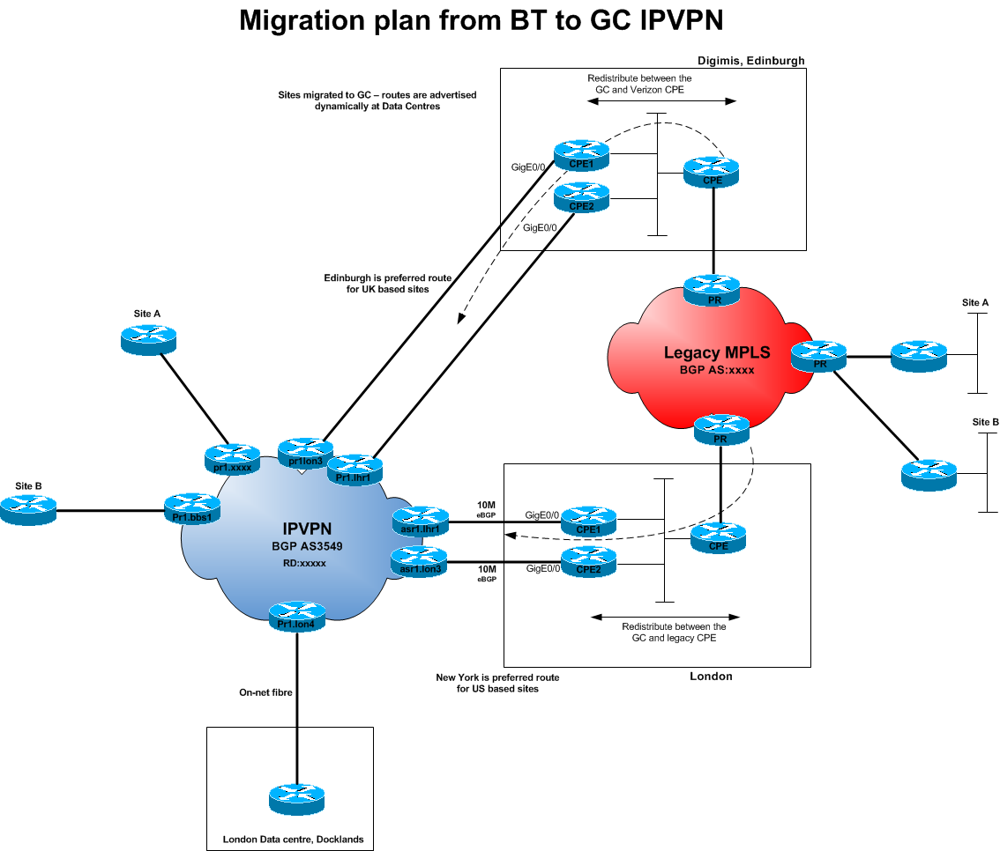 Migration plan from BT to GC IPVPN
Digimis, Edinburgh
Redistribute between the
GC and Verizon CPE
Sites migrated to GC – routes are advertised
dynamically at Data Centres
GigE0/0
CPE1
CPE
CPE2
GigE0/0
Edinburgh is preferred route
for UK based sites
PR
Site A
Site A
Legacy MPLS
BGP AS:xxxx
PR
Site B
PR
pr1.xxxx
pr1lon3
Pr1.lhr1
Site B
Pr1.bbs1
IPVPN
BGP AS3549
RD:xxxxx
asr1.lhr1
10M
eBGP
GigE0/0
CPE1
CPE
asr1.lon3
10M
eBGP
GigE0/0
CPE2
Pr1.lon4
Redistribute between the
GC and legacy CPE
New York is preferred route
for US based sites
London
On-net fibre
London Data centre, Docklands